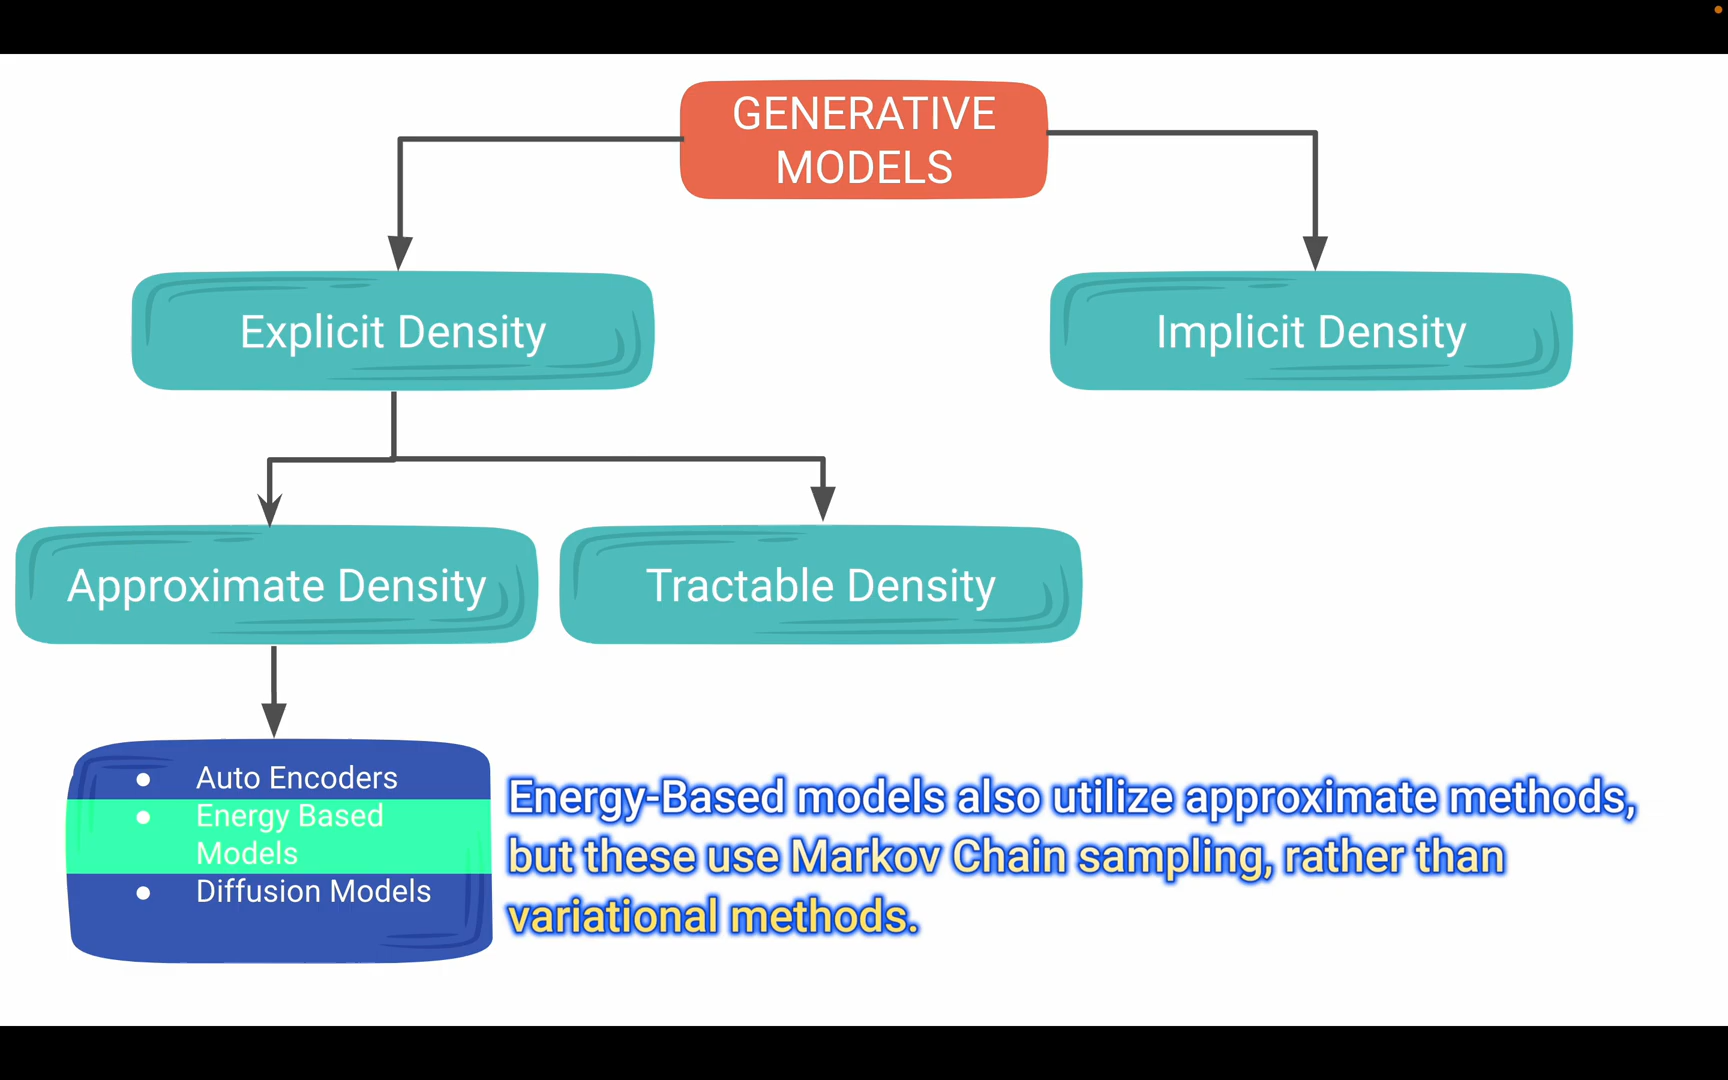 GENERATIVE
MODELS
Explicit Density
Implicit Density
Approximate Density
Tractable Density
● Auto Encoders
● Energy Based
Models
● Diffusion Models
Energy-Based models also utilize approximate methods,
but these use Markov Chain sampling, rather than
variational methods.